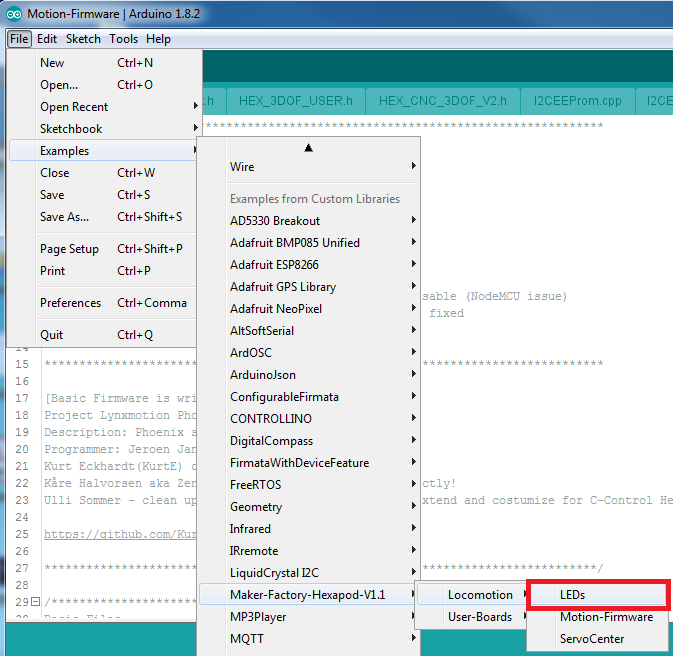 Motion-Firmware | Arduino 1.8.2
File Edit Sketch Tools Help
New Ctrl+N
Open... Ctrl+O
Open Recent
Sketchbook
Examples
Close Ctrl+W
Save Ctrl+S
Save As... Ctrl+Shift+S
Page Setup Ctrl+Shift+P
Print Ctrl+P
Preferences Ctrl+Comma
Quit Ctrl+Q
.h HEX_3DOF_USER.h HEX_CNC_3DOF_V2.h I2CEEProm.cpp I2CE
Wire
Examples from Custom Libraries
AD5330 Breakout
Adafruit BMP085 Unified
Adafruit ESP8266
Adafruit GPS Library
Adafruit NeoPixel
AltSoftSerial
ArdOSC
ArduinoJson
ConfigurableFirmata
CONTROLLINO
DigitalCompass
FirmataWithDeviceFeature
FreeRTOS
Geometry
Infrared
IRremote
LiquidCrystal I2C
Maker-Factory-Hexapod-V1.1
MP3Player
MQTT
Locomotion
User-Boards
LEDs
Motion-Firmware
ServoCenter
sable (NodeMCU issue)
fixed
15 ************************************************************************
16
17 [Basic Firmware is wri
18 Project Lynxmotion Pho
19 Description: Phoenix s
20 Programmer: Jeroen Jan
21 Kurt Eckhardt(KurtE) c
22 Kåre Halvorsen aka Zen ctly!
23 Ulli Sommer - clean up xtend and costumize for C-Control He
24
25 https://github.com/Kur
26
27 ************************************************************************/
28
29 /***********************